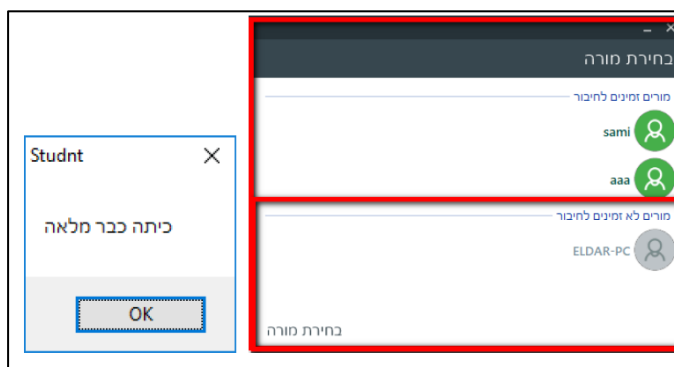 בחירת מורה
מורים זמינים לחיבור
sami
aaa
מורים לא זמינים לחיבור
ELDAR-PC
בחירת מורה
Studnt
כיתה כבר מלאה
OK